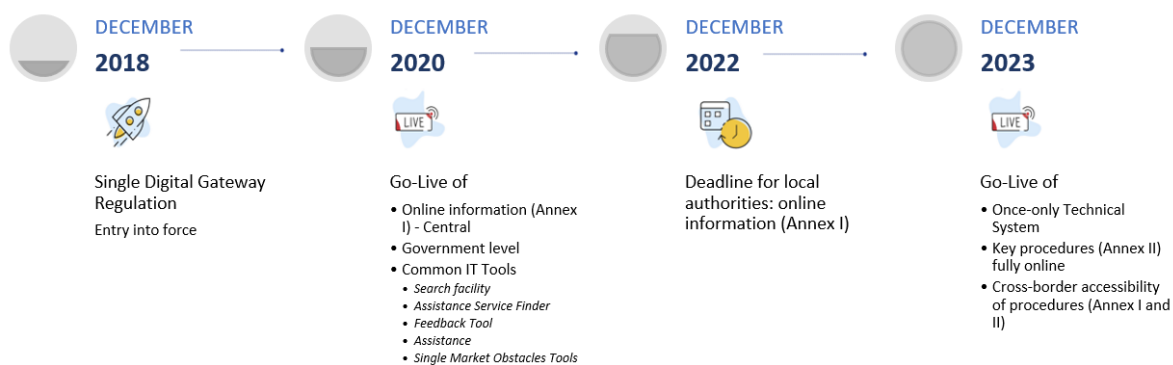 DECEMBER
2018
Single Digital Gateway
Regulation
Entry into force
DECEMBER
2020
LIVE
Go-Live of
• Online information (Annex
I) - Central
• Government level
• Common IT Tools
• Search facility
• Assistance Service Finder
• Feedback Tool
• Assistance
• Single Market Obstacles Tools
DECEMBER
2022
Deadline for local
authorities: online
information (Annex I)
DECEMBER
2023
LIVE
Go-Live of
• Once-only Technical
System
• Key procedures (Annex II)
fully online
• Cross-border accessibility
of procedures (Annex I and
II)